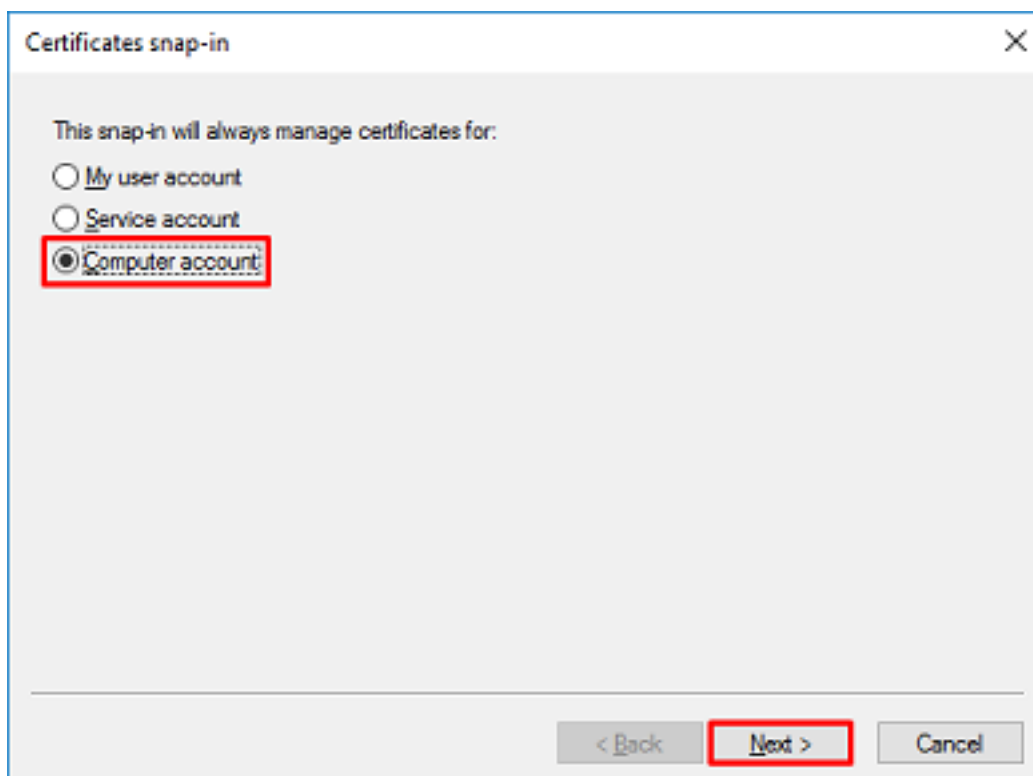 Certificates snap-in
This snap-in will always manage certificates for:
My user account
Service account
Computer account
< Back Next > Cancel